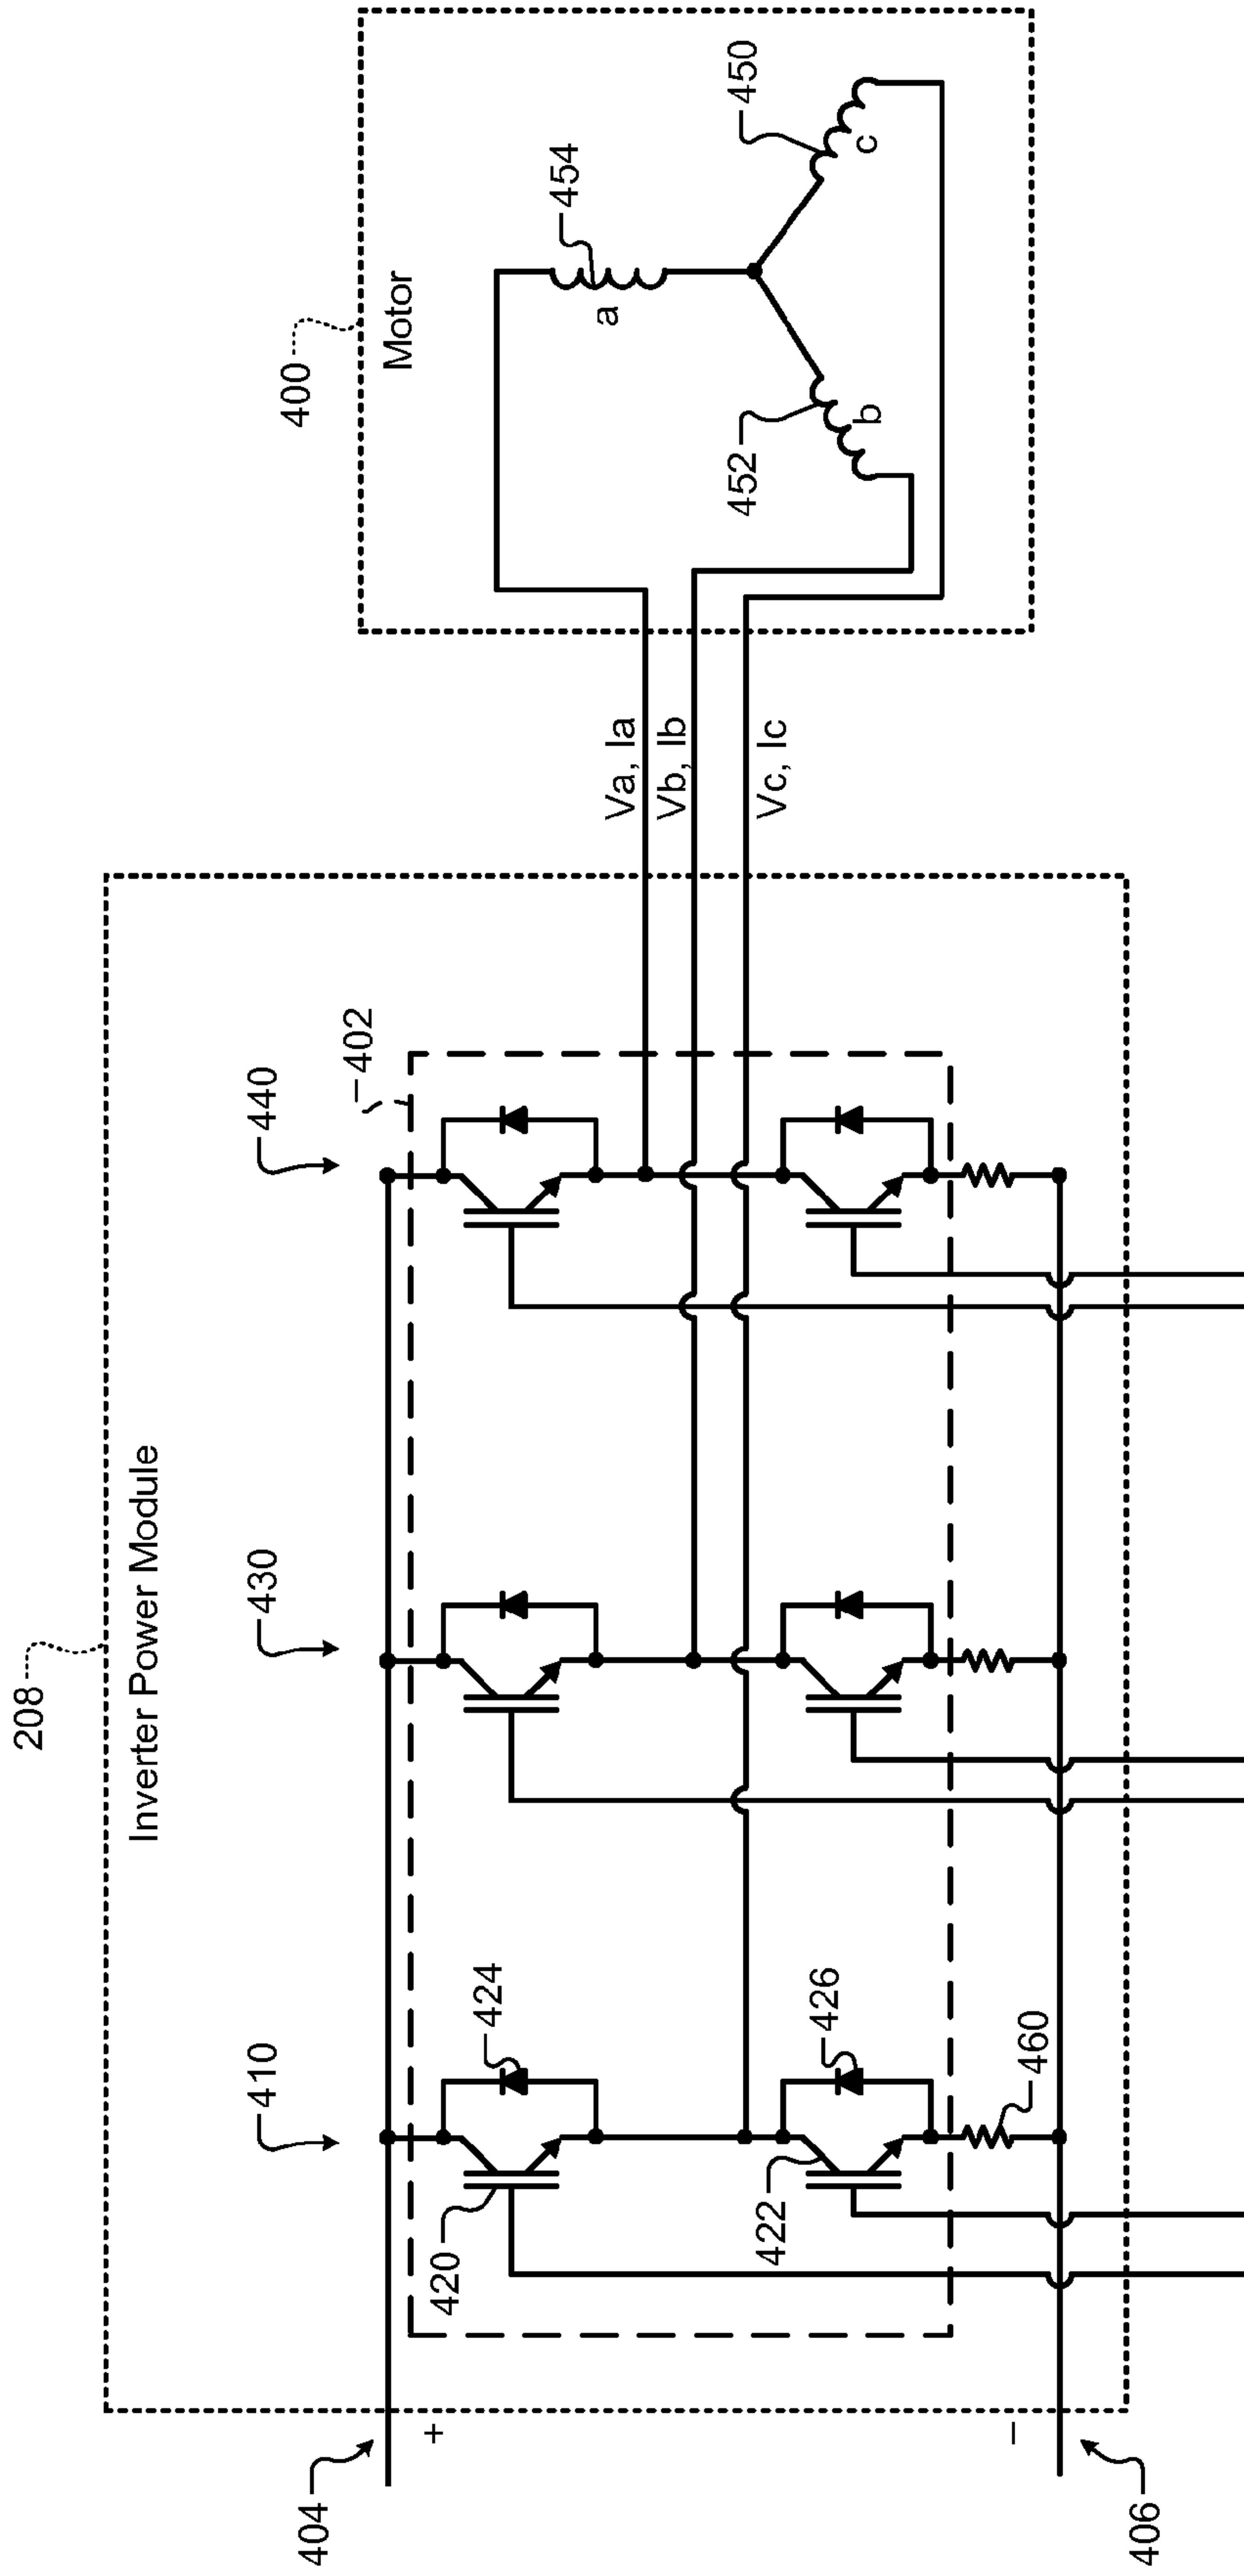 208
Inverter Power Module
404
+
410
430
440
402
400
Motor
420
424
454
a
Va, Ia
Vb, Ib
Vc, Ic
452
450
b
c
422
426
460
–
406